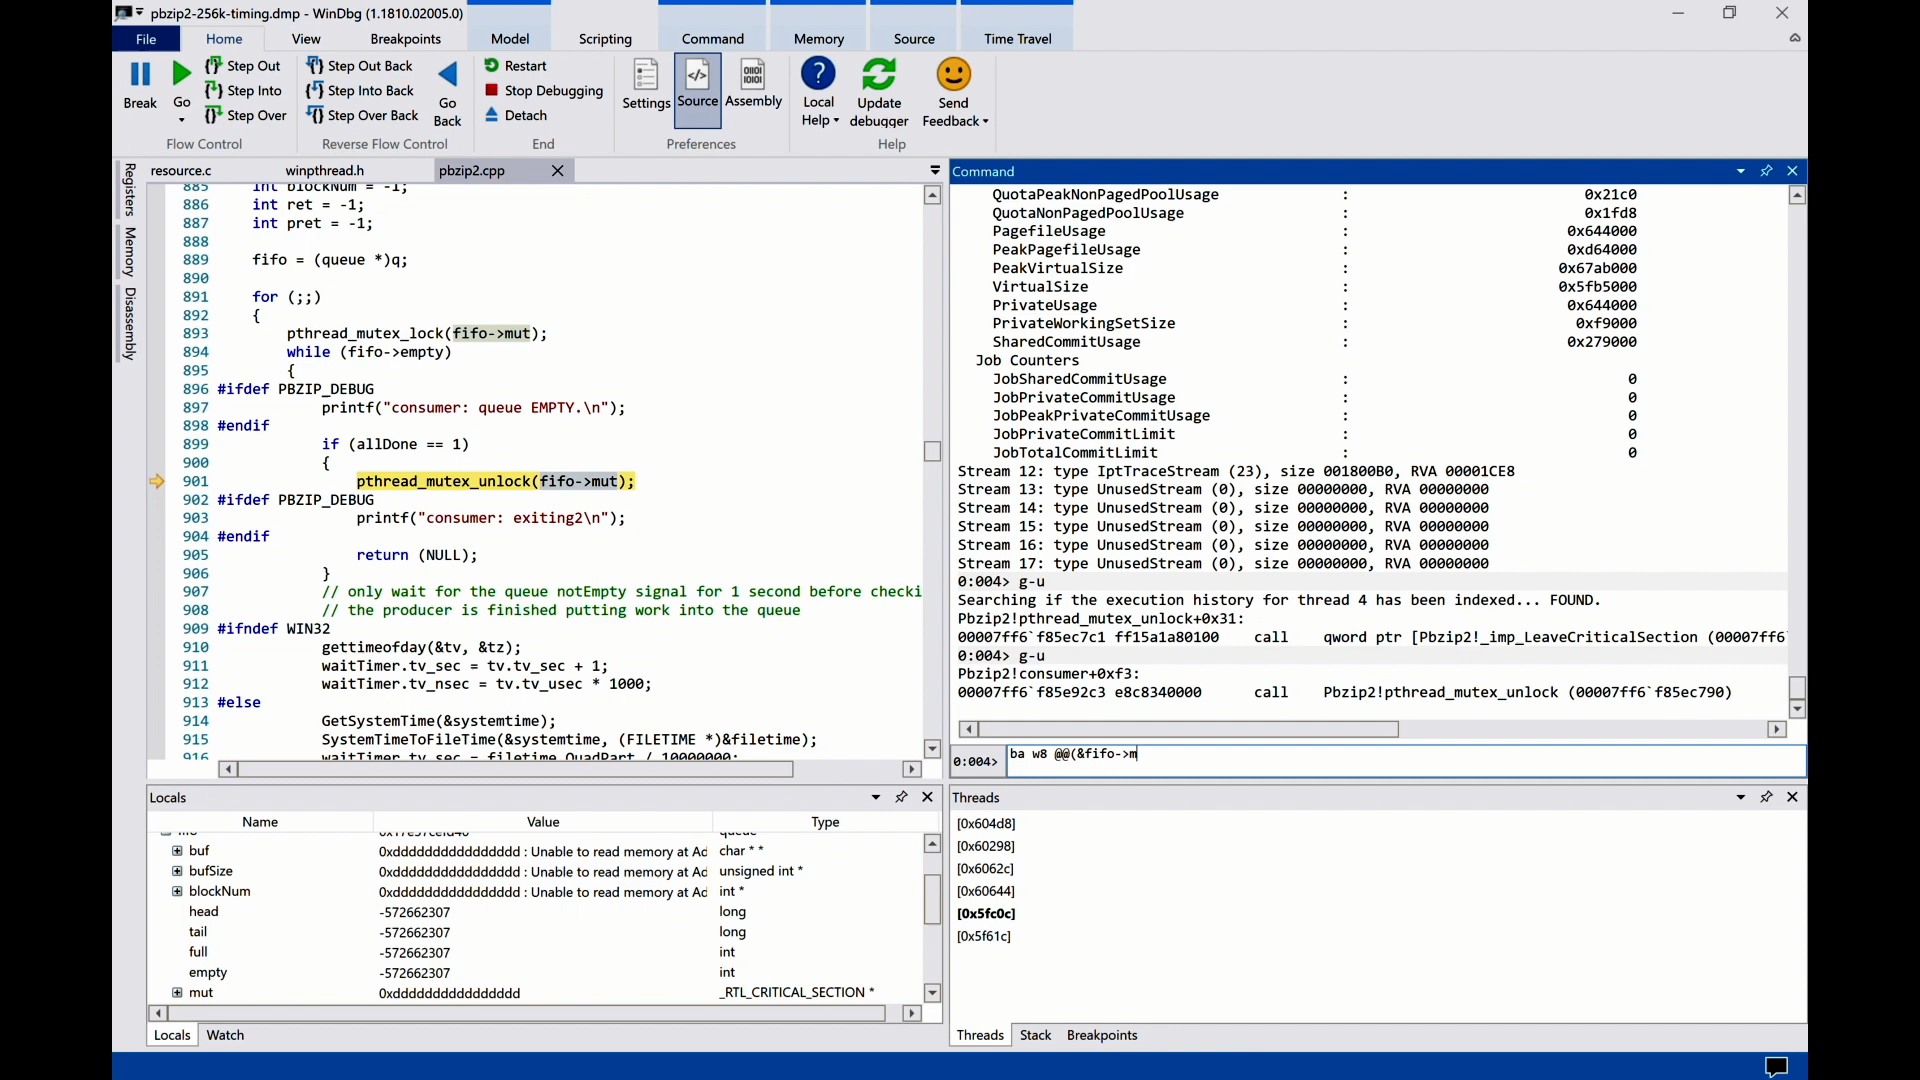 pbzip2-256k-timing.dmp - WinDbg (1.1810.02005.0)
File Home View Breakpoints Model Scripting Command Memory Source Time Travel
Break
Go
Step Out
Step Into
Step Over
Flow Control
Step Out Back
Step Into Back
Step Over Back
Go Back
Reverse Flow Control
Restart
Stop Debugging
Detach
End
Settings
Source
Assembly
Preferences
Local Help
Update debugger
Send Feedback
Help
Registers
Memory
Disassembly
resource.c winpthread.h pbzip2.cpp
885 int blockNum = -1;
886 int ret = -1;
887 int pret = -1;
888
889 fifo = (queue *)q;
890
891 for (;;)
892 {
893 pthread_mutex_lock(fifo->mut);
894 while (fifo->empty)
895 {
896 #ifdef PBZIP_DEBUG
897 printf("consumer: queue EMPTY.\n");
898 #endif
899 if (allDone == 1)
900 {
901 pthread_mutex_unlock(fifo->mut);
902 #ifdef PBZIP_DEBUG
903 printf("consumer: exiting2\n");
904 #endif
905 return (NULL);
906 }
907 // only wait for the queue notEmpty signal for 1 second before checki
908 // the producer is finished putting work into the queue
909 #ifndef WIN32
910 gettimeofday(&tv, &tz);
911 waitTimer.tv_sec = tv.tv_sec + 1;
912 waitTimer.tv_nsec = tv.tv_usec * 1000;
913 #else
914 GetSystemTime(&systemtime);
915 SystemTimeToFileTime(&systemtime, (FILETIME *)&filetime);
916 waitTimer.tv_sec = filetime.QuadPart / 10000000;
Command
QuotaPeakNonPagedPoolUsage : 0x21c0
QuotaNonPagedPoolUsage : 0x1fd8
PagefileUsage : 0x644000
PeakPagefileUsage : 0xd64000
PeakVirtualSize : 0x67ab000
VirtualSize : 0x5fb5000
PrivateUsage : 0x644000
PrivateWorkingSetSize : 0xf9000
SharedCommitUsage : 0x279000
Job Counters
JobSharedCommitUsage : 0
JobPrivateCommitUsage : 0
JobPeakPrivateCommitUsage : 0
JobPrivateCommitLimit : 0
JobTotalCommitLimit : 0
Stream 12: type IptTraceStream (23), size 001800B0, RVA 00001CE8
Stream 13: type UnusedStream (0), size 00000000, RVA 00000000
Stream 14: type UnusedStream (0), size 00000000, RVA 00000000
Stream 15: type UnusedStream (0), size 00000000, RVA 00000000
Stream 16: type UnusedStream (0), size 00000000, RVA 00000000
Stream 17: type UnusedStream (0), size 00000000, RVA 00000000
0:004> g-u
Searching if the execution history for thread 4 has been indexed... FOUND.
Pbzip2!pthread_mutex_unlock+0x31:
00007ff6`f85ec7c1 ff15a1a80100 call qword ptr [Pbzip2!_imp_LeaveCriticalSection (00007ff6`
0:004> g-u
Pbzip2!consumer+0xf3:
00007ff6`f85e92c3 e8c8340000 call Pbzip2!pthread_mutex_unlock (00007ff6`f85ec790)
0:004> ba w8 @@(&fifo->m
Locals
Name Value Type
buf 0xdddddddddddddddd : Unable to read memory at Ad char * *
bufSize 0xdddddddddddddddd : Unable to read memory at Ad unsigned int *
blockNum 0xdddddddddddddddd : Unable to read memory at Ad int *
head -572662307 long
tail -572662307 long
full -572662307 int
empty -572662307 int
mut 0xdddddddddddddddd _RTL_CRITICAL_SECTION *
Locals Watch
Threads
[0x604d8]
[0x60298]
[0x6062c]
[0x60644]
[0x5fc0c]
[0x5f61c]
Threads Stack Breakpoints